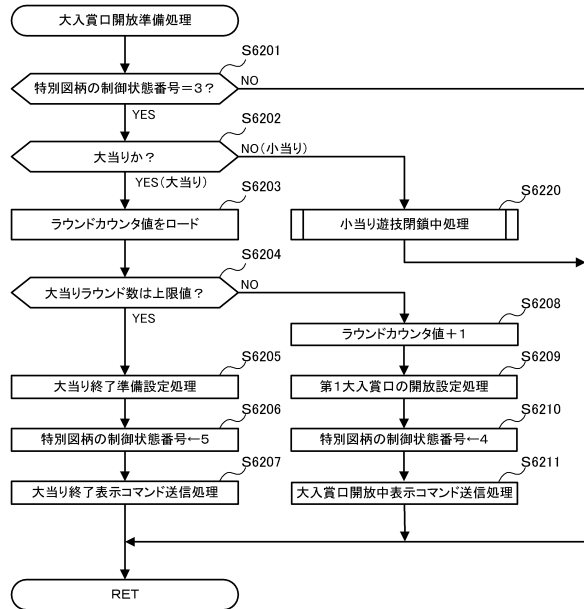 大入賞口開放準備処理
S6201
特別図柄の制御状態番号=3?
NO
YES
S6202
大当りか?
NO(小当り)
YES(大当り)
S6203
S6220
ラウンドカウンタ値をロード
小当り遊技閉鎖中処理
S6204
大当りラウンド数は上限値?
NO
YES
S6208
ラウンドカウンタ値+1
S6205
S6209
大当り終了準備設定処理
第1大入賞口の開放設定処理
S6206
S6210
特別図柄の制御状態番号←5
特別図柄の制御状態番号←4
S6207
S6211
大当り終了表示コマンド送信処理
大入賞口開放中表示コマンド送信処理
RET